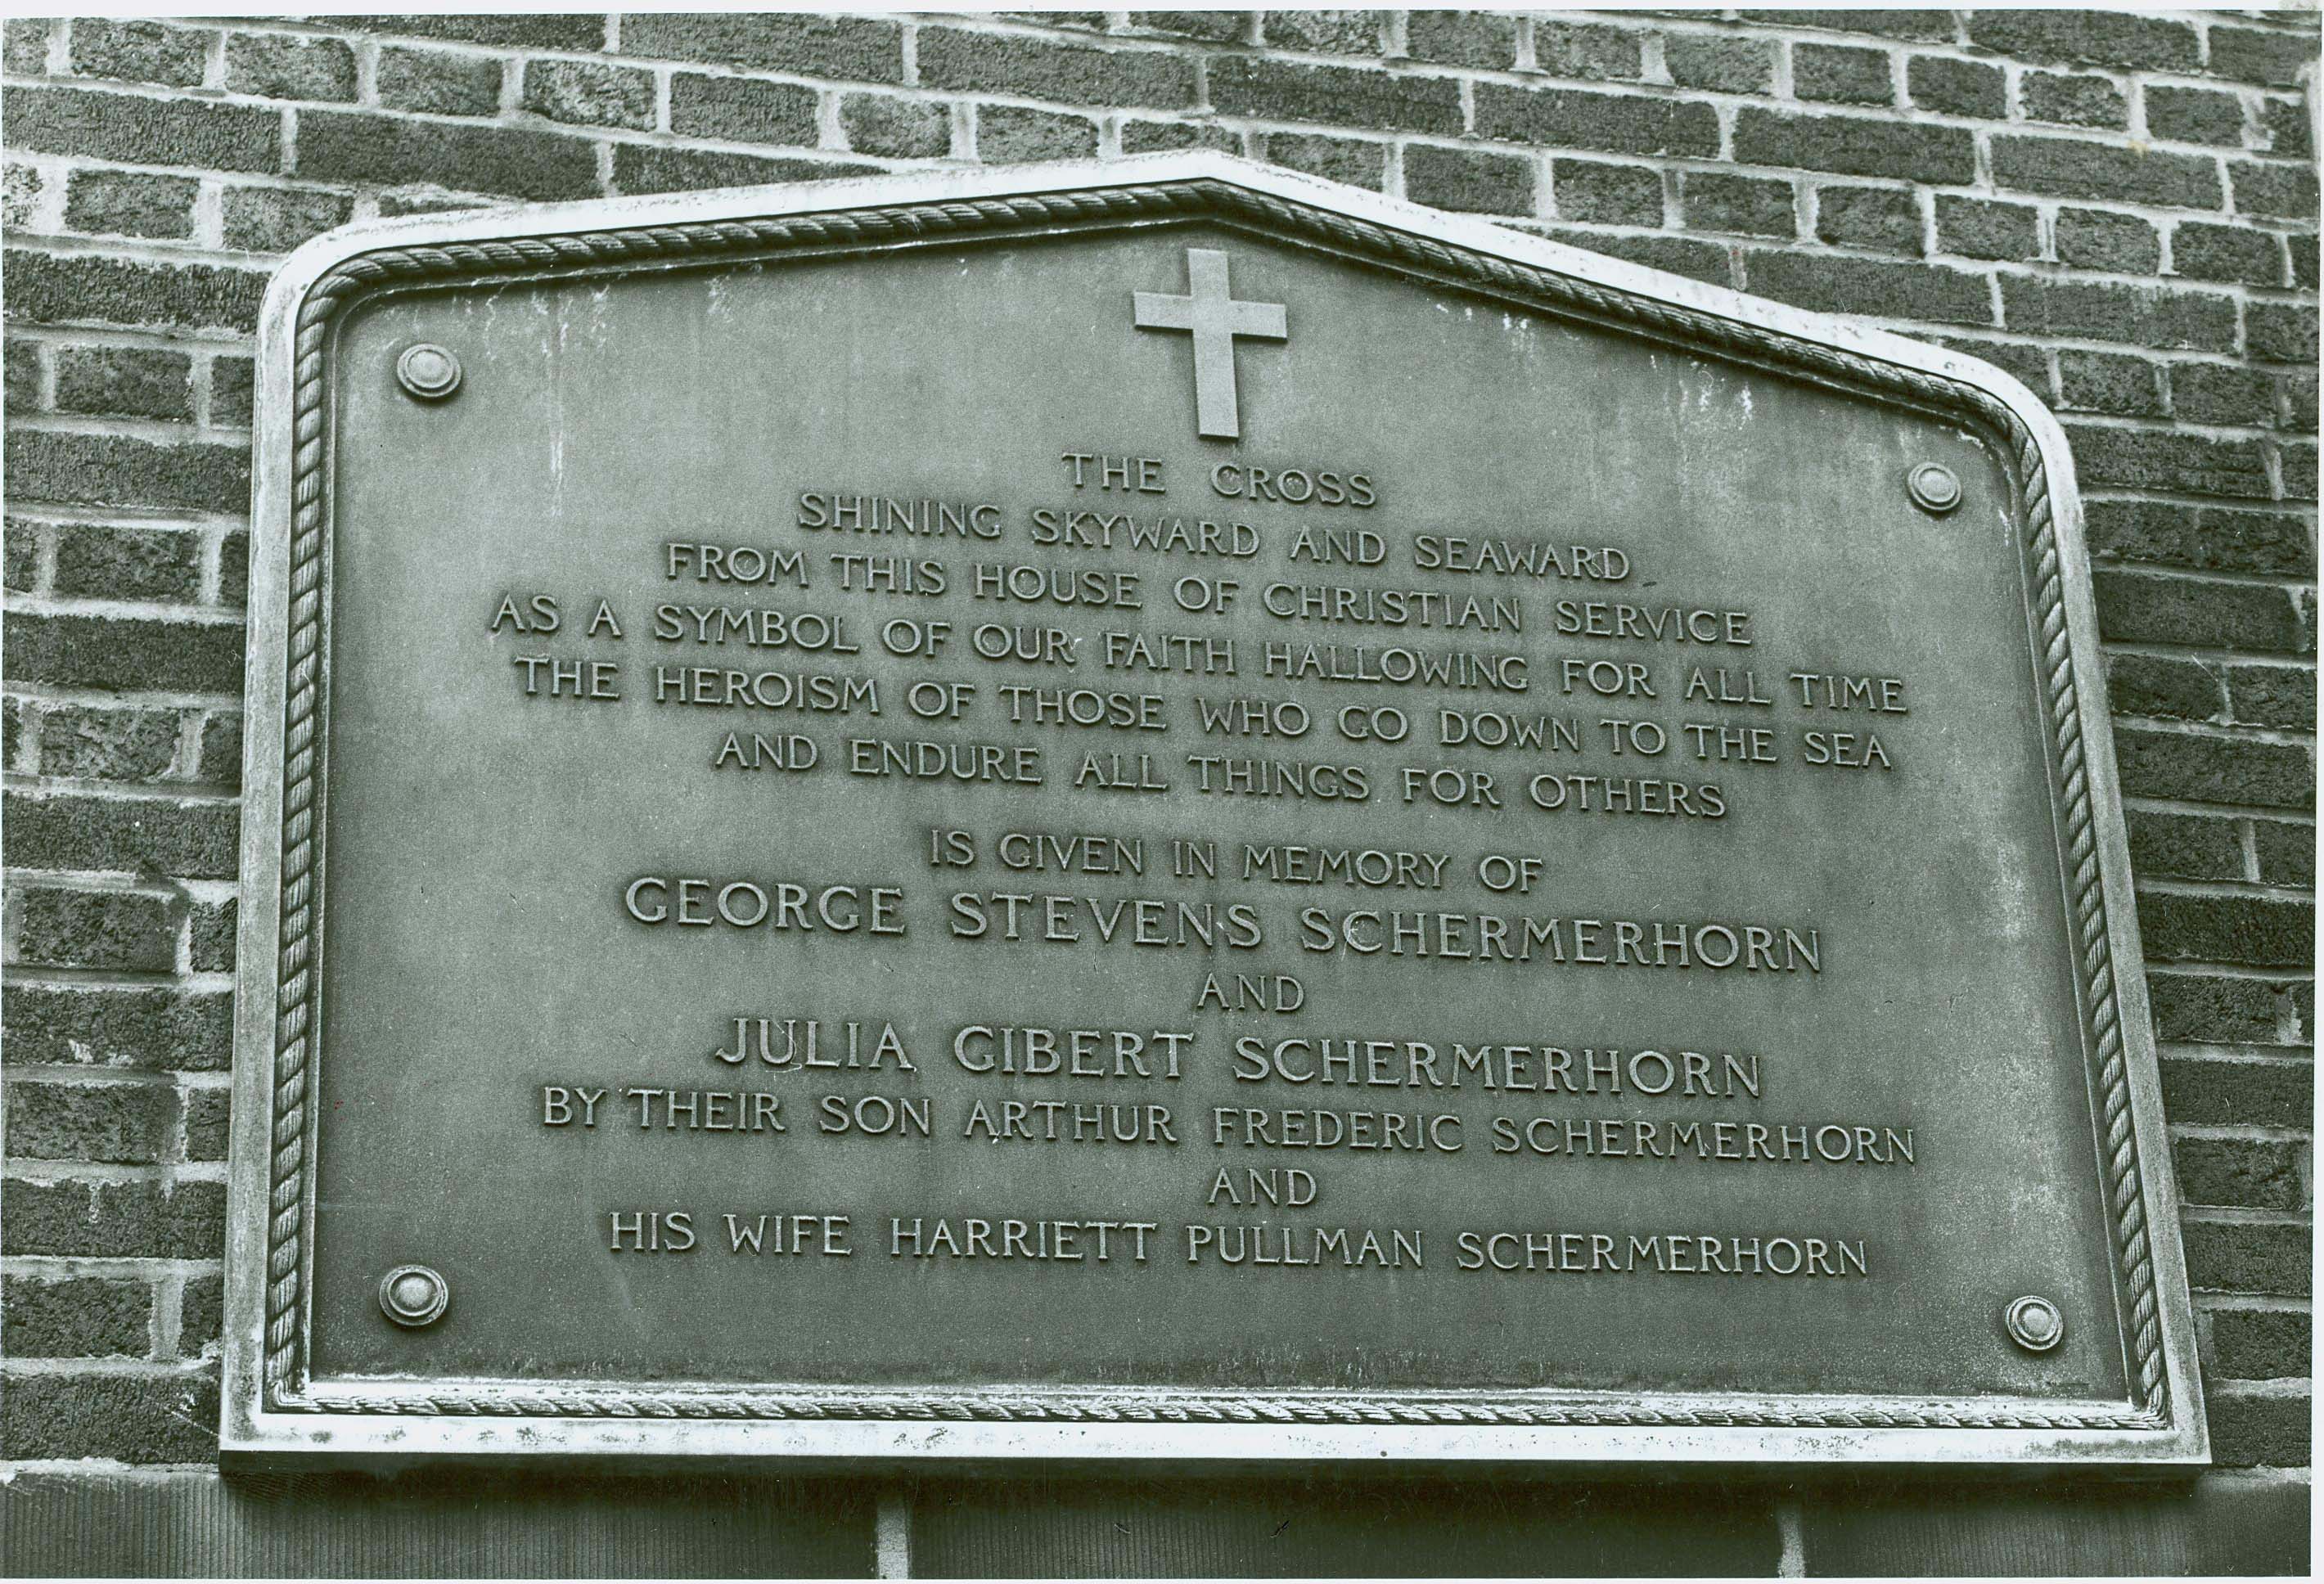 THE CROSS
SHINING SKYWARD AND SEAWARD
FROM THIS HOUSE OF CHRISTIAN SERVICE
AS A SYMBOL OF OUR FAITH HALLOWING FOR ALL TIME
THE HEROISM OF THOSE WHO GO DOWN TO THE SEA
AND ENDURE ALL THINGS FOR OTHERS
IS GIVEN IN MEMORY OF
GEORGE STEVENS SCHERMERHORN
AND
JULIA GIBERT SCHERMERHORN
BY THEIR SON ARTHUR FREDERIC SCHERMERHORN
AND
HIS WIFE HARRIETT PULLMAN SCHERMERHORN